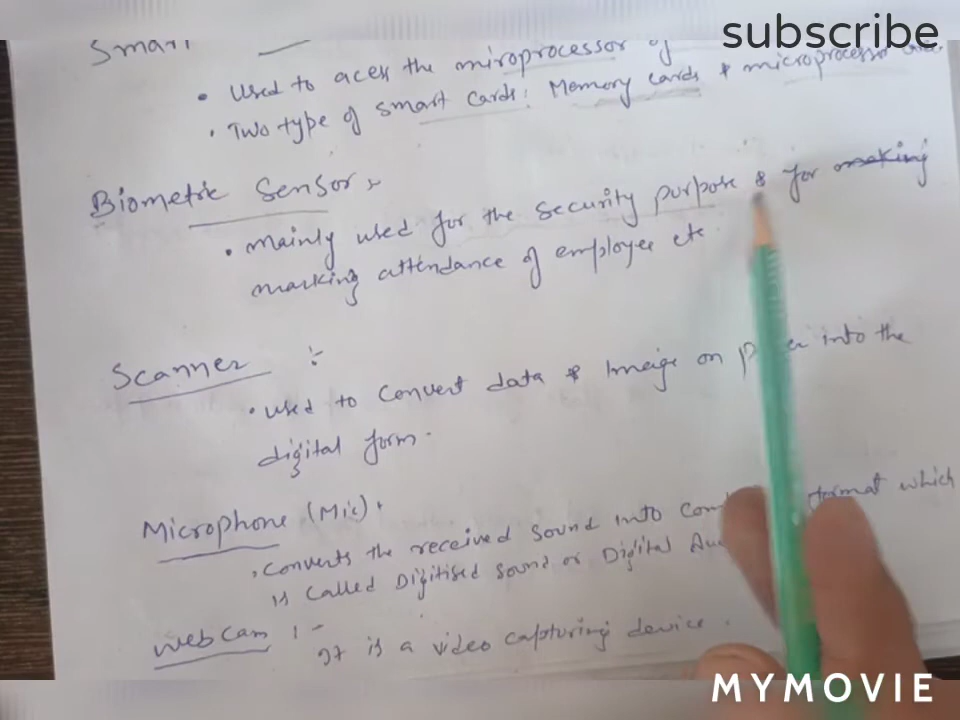 subscribe
Smart
• Used to acess the miroprocessor of
• Two type of smart cards: Memory cards & microprocessor
Biometric Sensor:-
• mainly used for the security purpose & for making
marking attendance of employee etc
Scanner :-
• used to convert data & Imeige on into the
digital form.
Microphone (Mic):
• converts the received sound into format which
is called Digitised sound or Digital
web cam :-
It is a video capturing device.
MYMOVIE